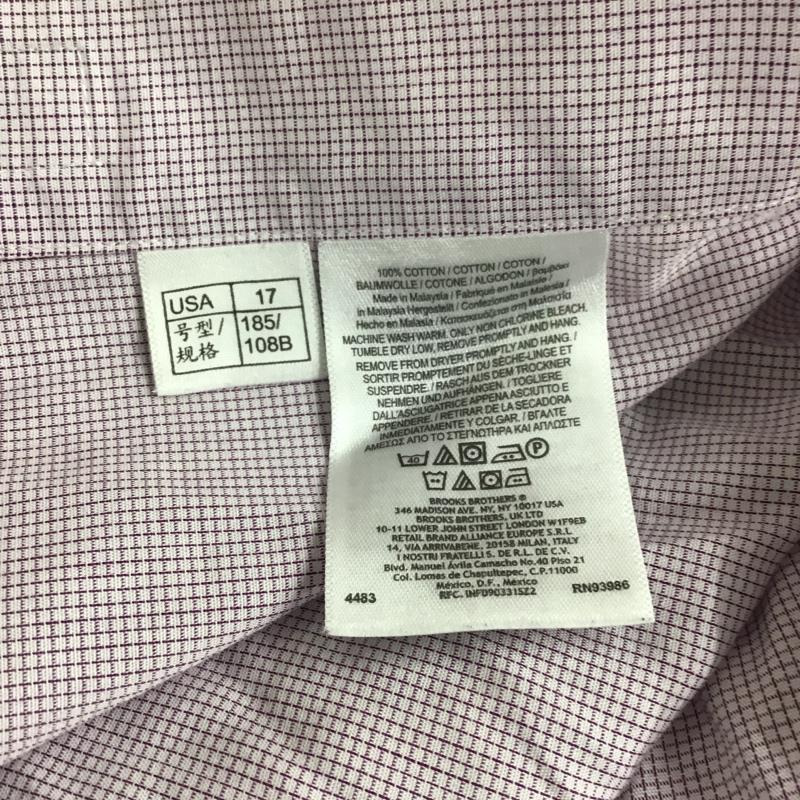 USA 17
号型/规格 185/108B
100% COTTON / COTTON / COTON /
BAUMWOLLE / COTONE / ALGODON / βαμβάκι
Made in Malaysia / Fabriqué en Malaisie /
in Malaysia Hergestellt / Confezionato in Malesia /
Hecho en Malasia / Κατασκευάζεται στη Μαλαισία
MACHINE WASH WARM. ONLY NON CHLORINE BLEACH.
TUMBLE DRY LOW, REMOVE PROMPTLY AND HANG.
REMOVE FROM DRYER PROMPTLY AND HANG. /
SORTIR PROMPTEMENT DU SÈCHE-LINGE ET
SUSPENDRE. / RASCH AUS DEM TROCKNER
NEHMEN UND AUFHÄNGEN. / TOGLIERE
DALL'ASCIUGATRICE APPENA ASCIUTTO E
APPENDERE. / RETIRAR DE LA SECADORA
INMEDIATAMENTE Y COLGAR. / ΒΓΑΛΤΕ
ΑΜΕΣΩΣ ΑΠΟ ΤΟ ΣΤΕΓΝΩΤΗΡΑ ΚΑΙ ΑΠΛΩΣΤΕ
40 P
BROOKS BROTHERS ®
346 MADISON AVE. NY, NY 10017 USA
BROOKS BROTHERS, UK LTD
10-11 LOWER JOHN STREET LONDON W1F9EB
RETAIL BRAND ALLIANCE EUROPE S.R.L
14, VIA ARRIVABENE, 20158 MILAN, ITALY
I NOSTRI FRATELLI S. DE R.L. DE C.V.
Blvd. Manuel Ávila Camacho No.40 Piso 21
Col. Lomas de Chapultepec, C.P.11000
México, D.F., México
4483 RFC. INFD903315Z2 RN93986